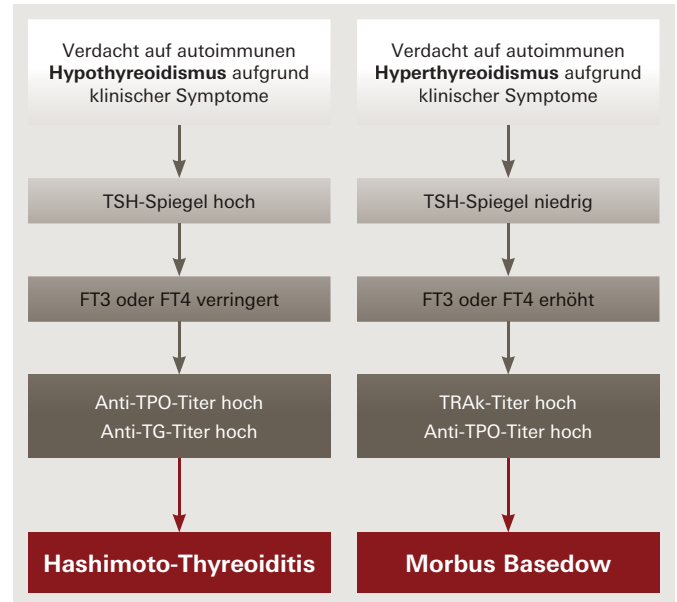 Verdacht auf autoimmunen
Hypothyreoidismus aufgrund
klinischer Symptome
TSH-Spiegel hoch
FT3 oder FT4 verringert
Anti-TPO-Titer hoch
Anti-TG-Titer hoch
Hashimoto-Thyreoiditis
Verdacht auf autoimmunen
Hyperthyreoidismus aufgrund
klinischer Symptome
TSH-Spiegel niedrig
FT3 oder FT4 erhöht
TRAk-Titer hoch
Anti-TPO-Titer hoch
Morbus Basedow